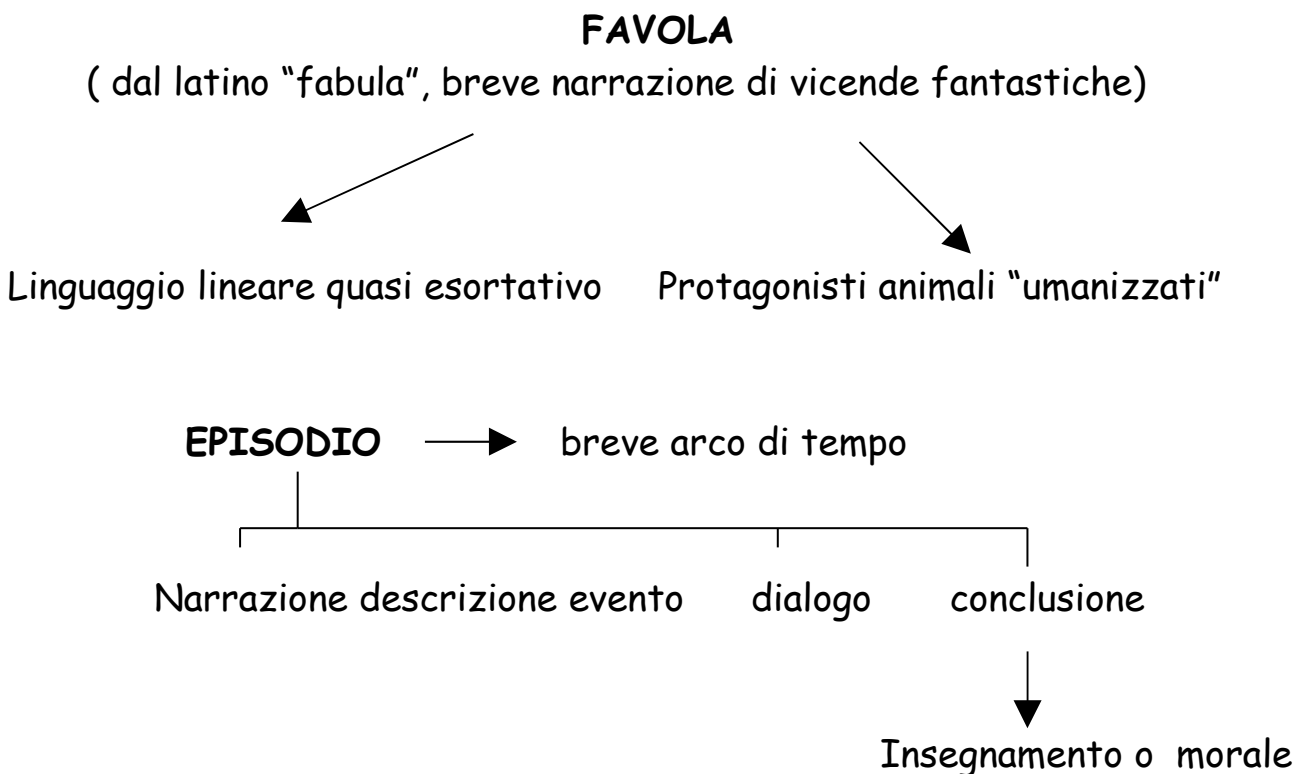 FAVOLA
( dal latino “fabula”, breve narrazione di vicende fantastiche)
Linguaggio lineare quasi esortativo Protagonisti animali “umanizzati”
EPISODIO breve arco di tempo
Narrazione descrizione evento dialogo conclusione
Insegnamento o morale